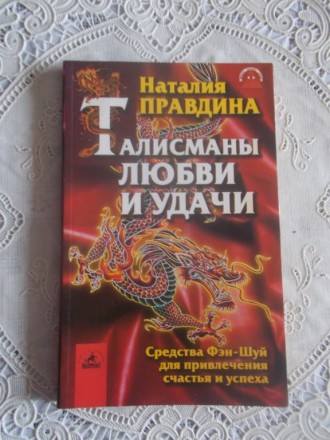 Наталия
ПРАВДИНА
ТАЛИСМАНЫ
ЛЮБВИ
И УДАЧИ
Средства Фэн-Шуй
для привлечения
счастья и успеха